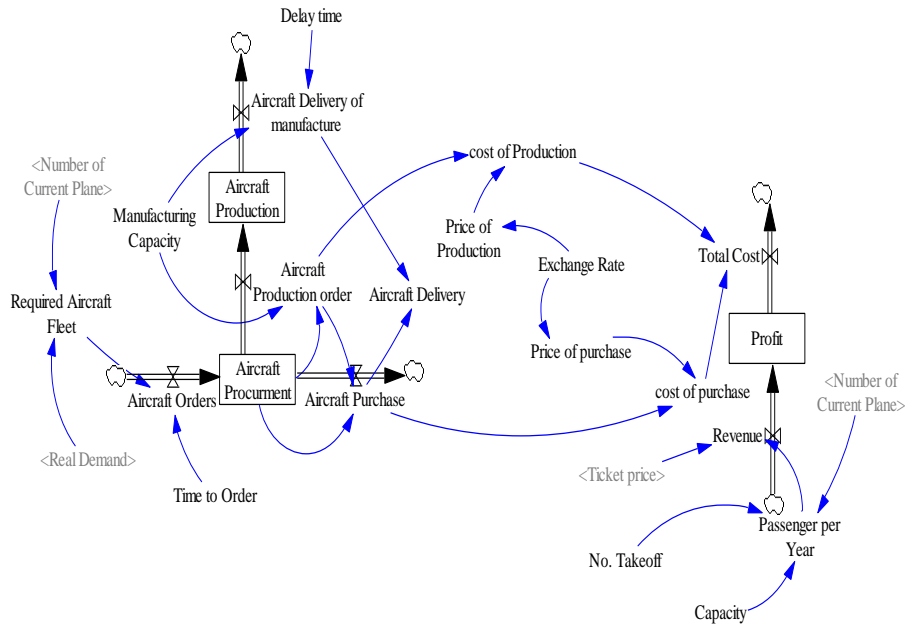 Delay time
Aircraft Delivery of
manufacture
cost of Production
<Number of
Current Plane>
Aircraft
Production
Manufacturing
Capacity
Price of
Production
Total Cost
Aircraft
Production order
Exchange Rate
Aircraft Delivery
Required Aircraft
Fleet
Profit
Price of purchase
Aircraft
Procurment
Aircraft Orders
Aircraft Purchase
cost of purchase
<Number of
Current Plane>
Revenue
<Real Demand>
<Ticket price>
Time to Order
Passenger per
Year
No. Takeoff
Capacity